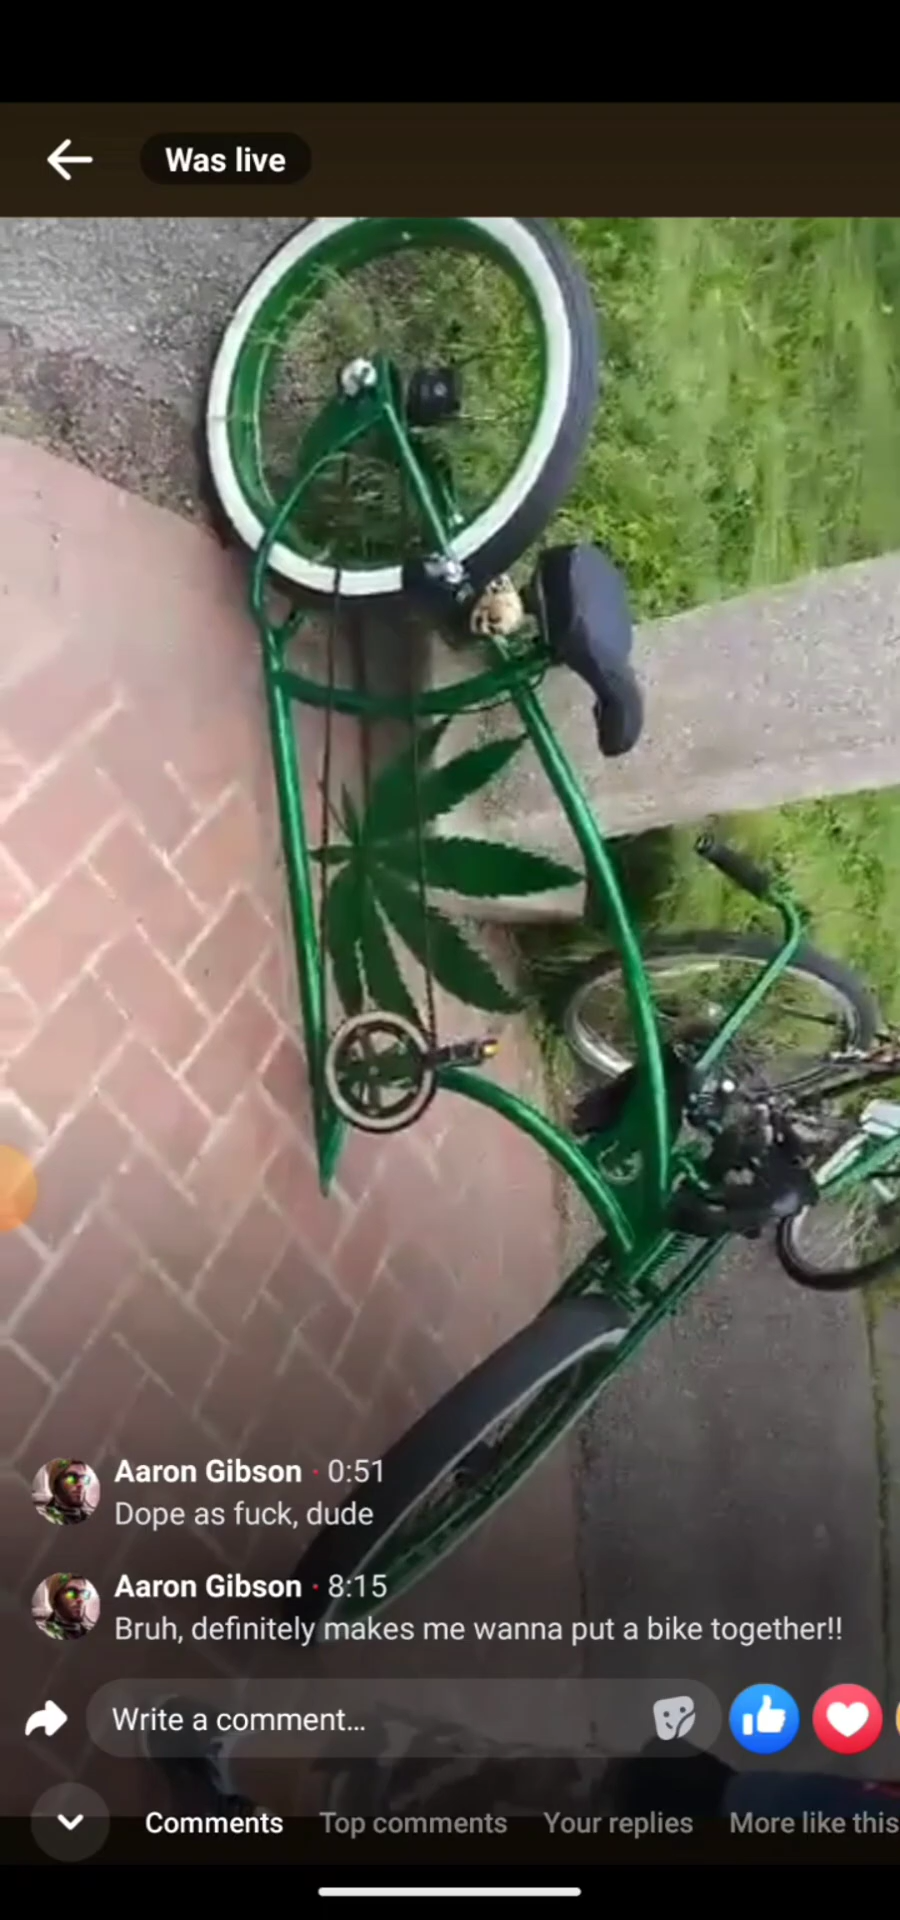 Was live
Aaron Gibson · 0:51
Dope as fuck, dude
Aaron Gibson · 8:15
Bruh, definitely makes me wanna put a bike together!!
Write a comment...
Comments Top comments Your replies More like this